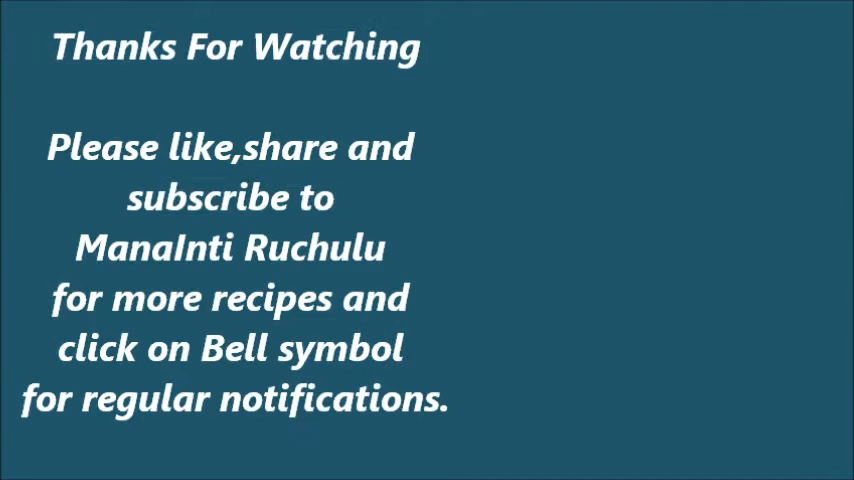 Thanks For Watching
Please like,share and
subscribe to
ManaInti Ruchulu
for more recipes and
click on Bell symbol
for regular notifications.